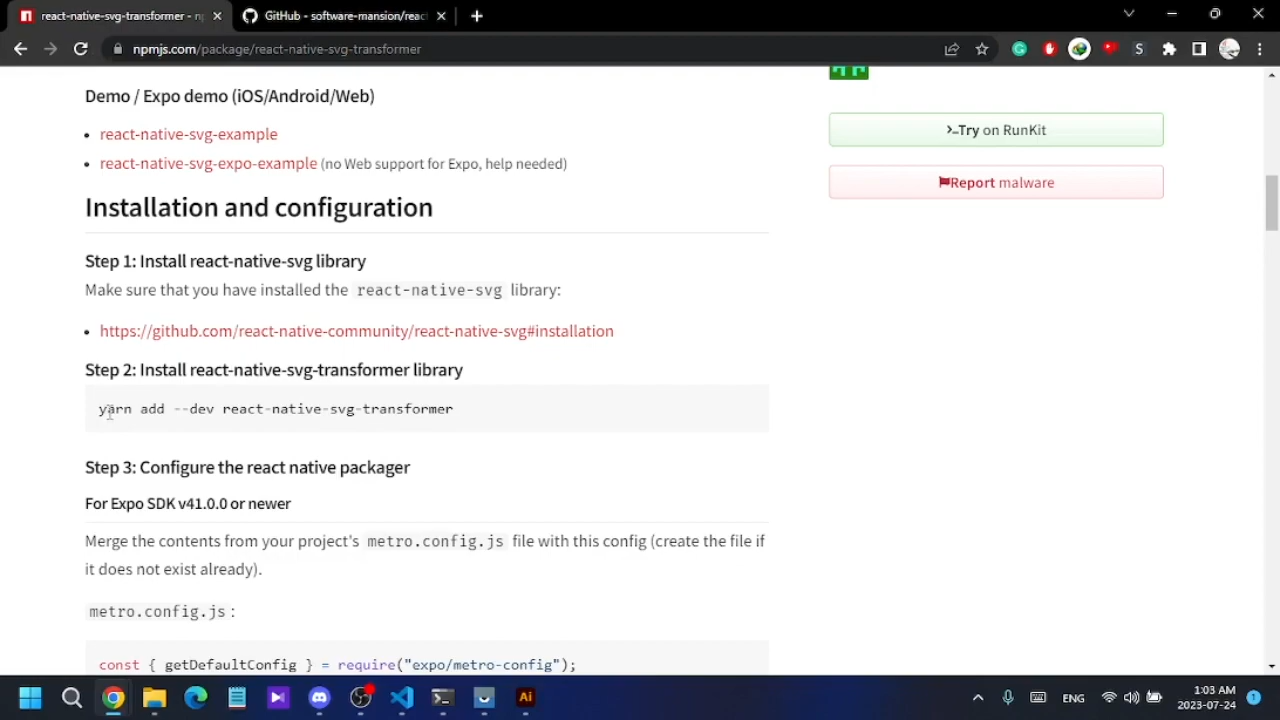 react-native-svg-transformer - np
GitHub - software-mansion/reac
npmjs.com/package/react-native-svg-transformer
Demo / Expo demo (iOS/Android/Web)
react-native-svg-example
react-native-svg-expo-example (no Web support for Expo, help needed)
Installation and configuration
Step 1: Install react-native-svg library
Make sure that you have installed the react-native-svg library:
https://github.com/react-native-community/react-native-svg#installation
Step 2: Install react-native-svg-transformer library
yarn add --dev react-native-svg-transformer
Step 3: Configure the react native packager
For Expo SDK v41.0.0 or newer
Merge the contents from your project's metro.config.js file with this config (create the file if
it does not exist already).
metro.config.js:
const { getDefaultConfig } = require("expo/metro-config");
Try on RunKit
Report malware
Ai
ENG
1:03 AM
2023-07-24
1